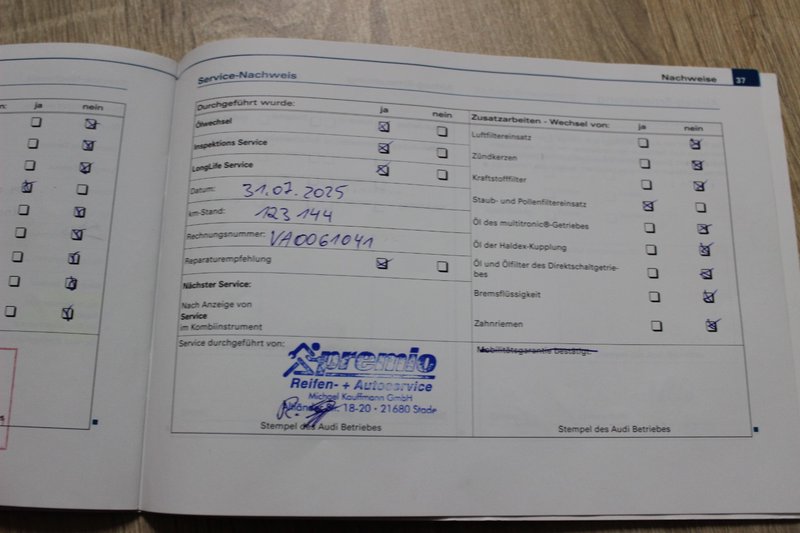 ja nein
Service-Nachweis
Nachweise 37
Durchgeführt wurde: ja nein
Ölwechsel
Inspektions Service
LongLife Service
Datum: 31.07.2025
km-Stand: 123 144
Rechnungsnummer: VA0061041
Reparaturempfehlung
Nächster Service:
Nach Anzeige von
Service
im Kombiinstrument
Service durchgeführt von:
premio
Reifen- + Autoservice
Michael Kauffmann GmbH
18-20 · 21680 Stade
Stempel des Audi Betriebes
Zusatzarbeiten - Wechsel von: ja nein
Luftfiltereinsatz
Zündkerzen
Kraftstofffilter
Staub- und Pollenfiltereinsatz
Öl des multitronic®-Getriebes
Öl der Haldex-Kupplung
Öl und Ölfilter des Direktschaltgetrie-
bes
Bremsflüssigkeit
Zahnriemen
Mobilitätsgarantie bestätigt:
Stempel des Audi Betriebes